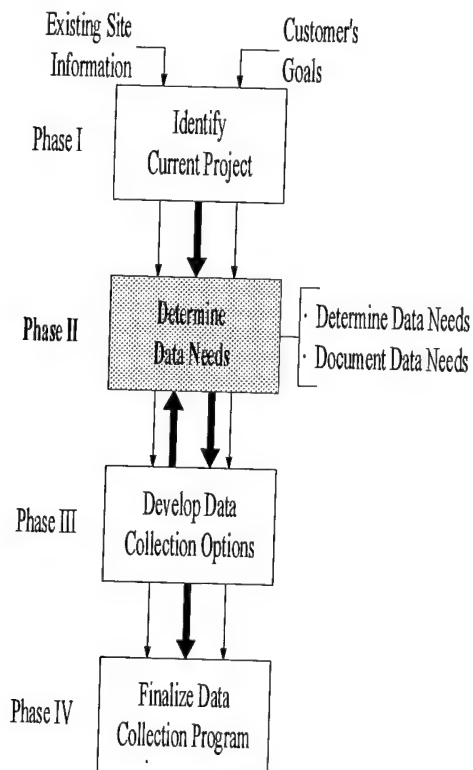 Existing Site
Information
Customer's
Goals
Phase I
Identify
Current Project
Phase II
Determine
Data Needs
· Determine Data Needs
· Document Data Needs
Phase III
Develop Data
Collection Options
Phase IV
Finalize Data
Collection Program